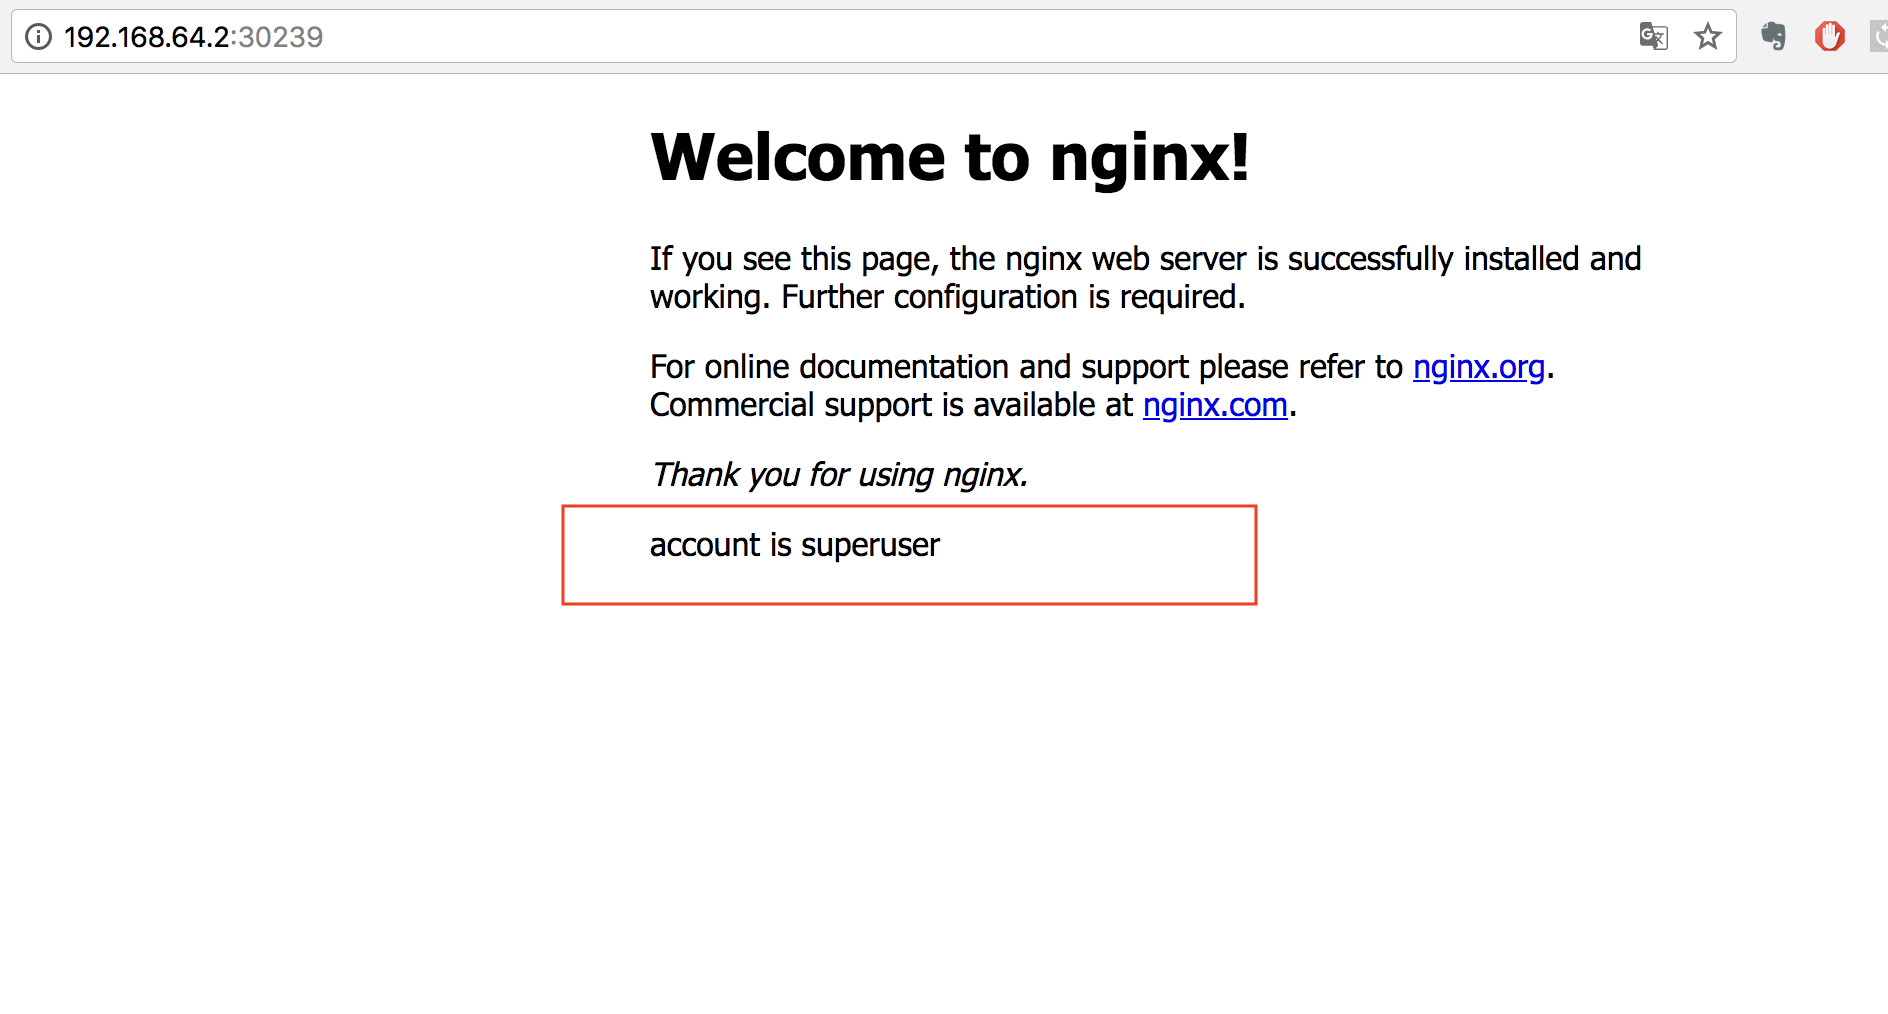 192.168.64.2:30239
Welcome to nginx!
If you see this page, the nginx web server is successfully installed and
working. Further configuration is required.
For online documentation and support please refer to nginx.org.
Commercial support is available at nginx.com.
Thank you for using nginx.
account is superuser